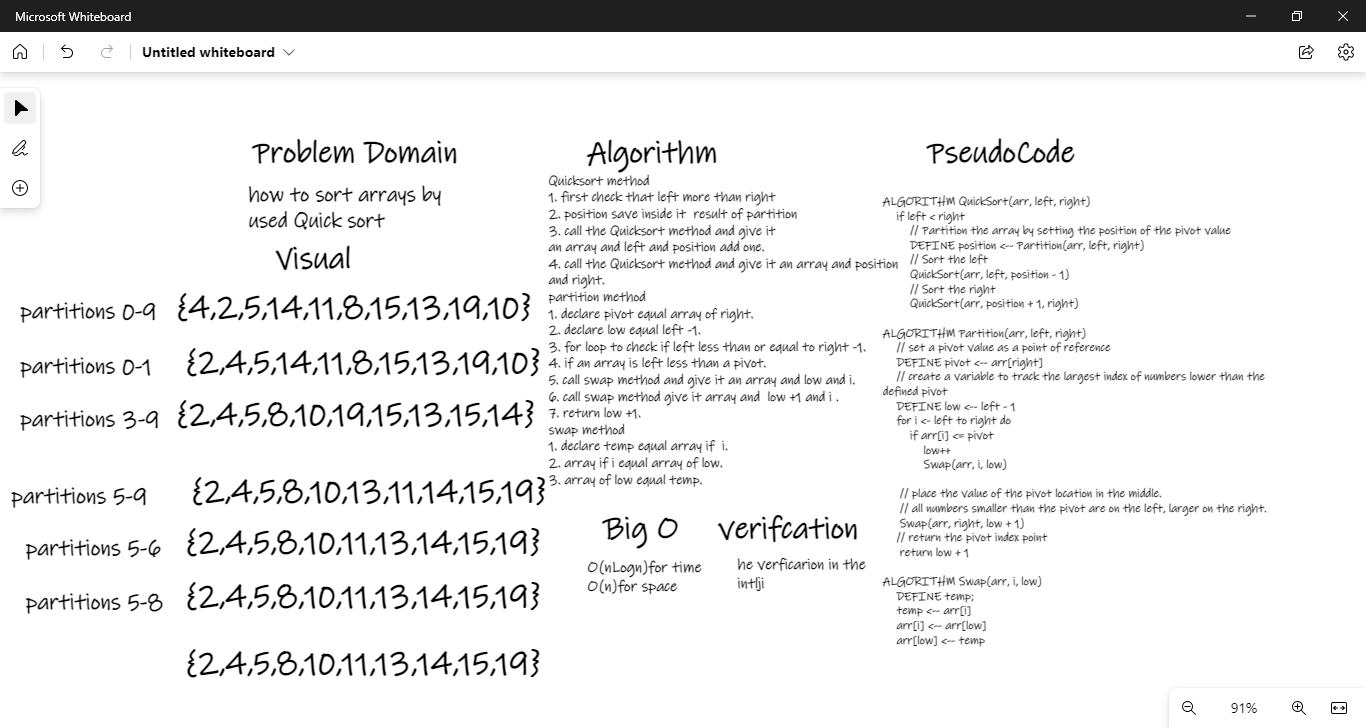 Microsoft Whiteboard
Untitled whiteboard
Problem Domain
how to sort arrays by
used Quick sort
Visual
partitions 0-9 {4,2,5,14,11,8,15,13,19,10}
partitions 0-1 {2,4,5,14,11,8,15,13,19,10}
partitions 3-9 {2,4,5,8,10,19,15,13,15,14}
partitions 5-9 {2,4,5,8,10,13,11,14,15,19}
partitions 5-6 {2,4,5,8,10,11,13,14,15,19}
partitions 5-8 {2,4,5,8,10,11,13,14,15,19}
{2,4,5,8,10,11,13,14,15,19}
Algorithm
Quicksort method
1. first check that left more than right
2. position save inside it result of partition
3. call the Quicksort method and give it
an array and left and position add one.
4. call the Quicksort method and give it an array and position
and right.
partition method
1. declare pivot equal array of right.
2. declare low equal left -1.
3. for loop to check if left less than or equal to right -1.
4. if an array is left less than a pivot.
5. call swap method and give it an array and low and i.
6. call swap method give it array and low +1 and i .
7. return low +1.
swap method
1. declare temp equal array if i.
2. array if i equal array of low.
3. array of low equal temp.
Big O
O(nLogn)for time
O(n)for space
verifcation
he verficarion in the
intlji
PseudoCode
ALGORITHM QuickSort(arr, left, right)
if left < right
// Partition the array by setting the position of the pivot value
DEFINE position <-- Partition(arr, left, right)
// Sort the left
QuickSort(arr, left, position - 1)
// Sort the right
QuickSort(arr, position + 1, right)
ALGORITHM Partition(arr, left, right)
// set a pivot value as a point of reference
DEFINE pivot <-- arr[right]
// create a variable to track the largest index of numbers lower than the
defined pivot
DEFINE low <-- left - 1
for i <- left to right do
if arr[i] <= pivot
low++
Swap(arr, i, low)
// place the value of the pivot location in the middle.
// all numbers smaller than the pivot are on the left, larger on the right.
Swap(arr, right, low + 1)
// return the pivot index point
return low + 1
ALGORITHM Swap(arr, i, low)
DEFINE temp;
temp <-- arr[i]
arr[i] <-- arr[low]
arr[low] <-- temp
91%